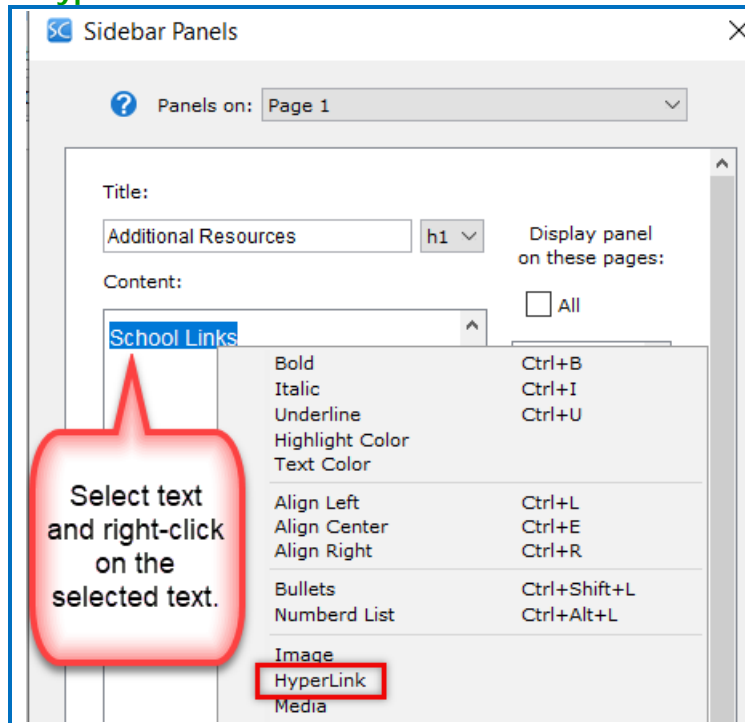 SC Sidebar Panels
? Panels on: Page 1
Title:
Additional Resources h1
Display panel
on these pages:
Content:
All
School Links
Bold Ctrl+B
Italic Ctrl+I
Underline Ctrl+U
Highlight Color
Text Color
Align Left Ctrl+L
Align Center Ctrl+E
Align Right Ctrl+R
Bullets Ctrl+Shift+L
Numberd List Ctrl+Alt+L
Image
HyperLink
Media
Select text
and right-click
on the
selected text.